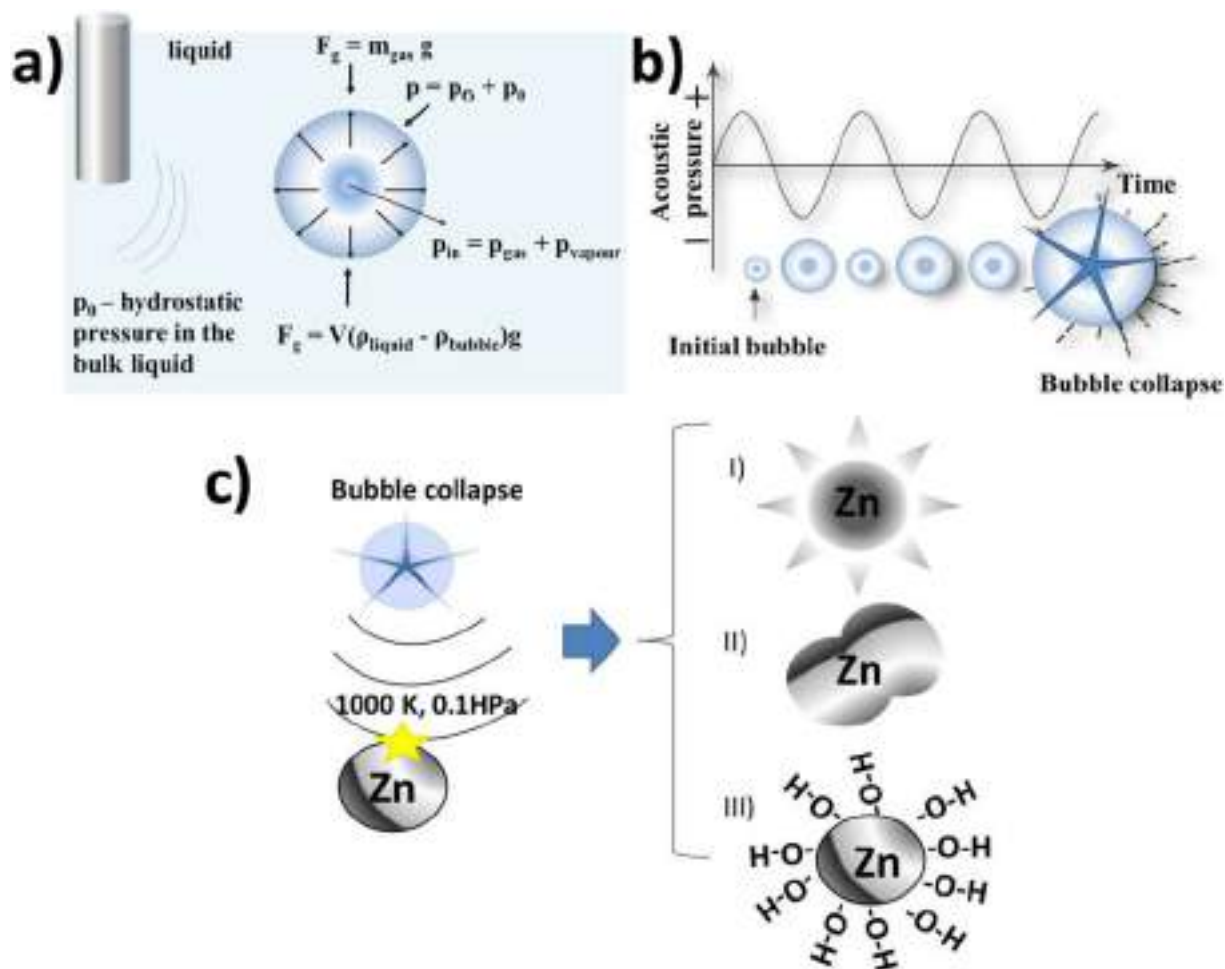 a)
liquid
F_g = m_gas g
p = p_Ω + p_0
p_in = p_gas + p_vapour
p_0 – hydrostatic
pressure in the
bulk liquid
F_g = V(ρ_liquid - ρ_bubble)g
b)
Acoustic
pressure
+
−
Time
Initial bubble
Bubble collapse
c)
Bubble collapse
1000 K, 0.1HPa
Zn
I)
Zn
II)
Zn
III)
Zn
H-O-
H-O-
H-O-
H-O-
H-O-
H-O-
-O-H
-O-H
-O-H
-O-H
-O-H